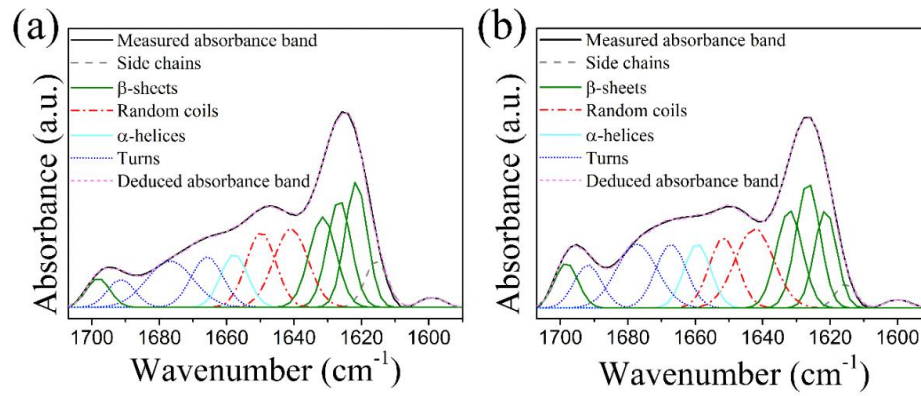 (a)
Measured absorbance band
Side chains
β-sheets
Random coils
α-helices
Turns
Deduced absorbance band
Absorbance (a.u.)
1700 1680 1660 1640 1620 1600
Wavenumber (cm-1)
(b)
Measured absorbance band
Side chains
β-sheets
Random coils
α-helices
Turns
Deduced absorbance band
Absorbance (a.u.)
1700 1680 1660 1640 1620 1600
Wavenumber (cm-1)